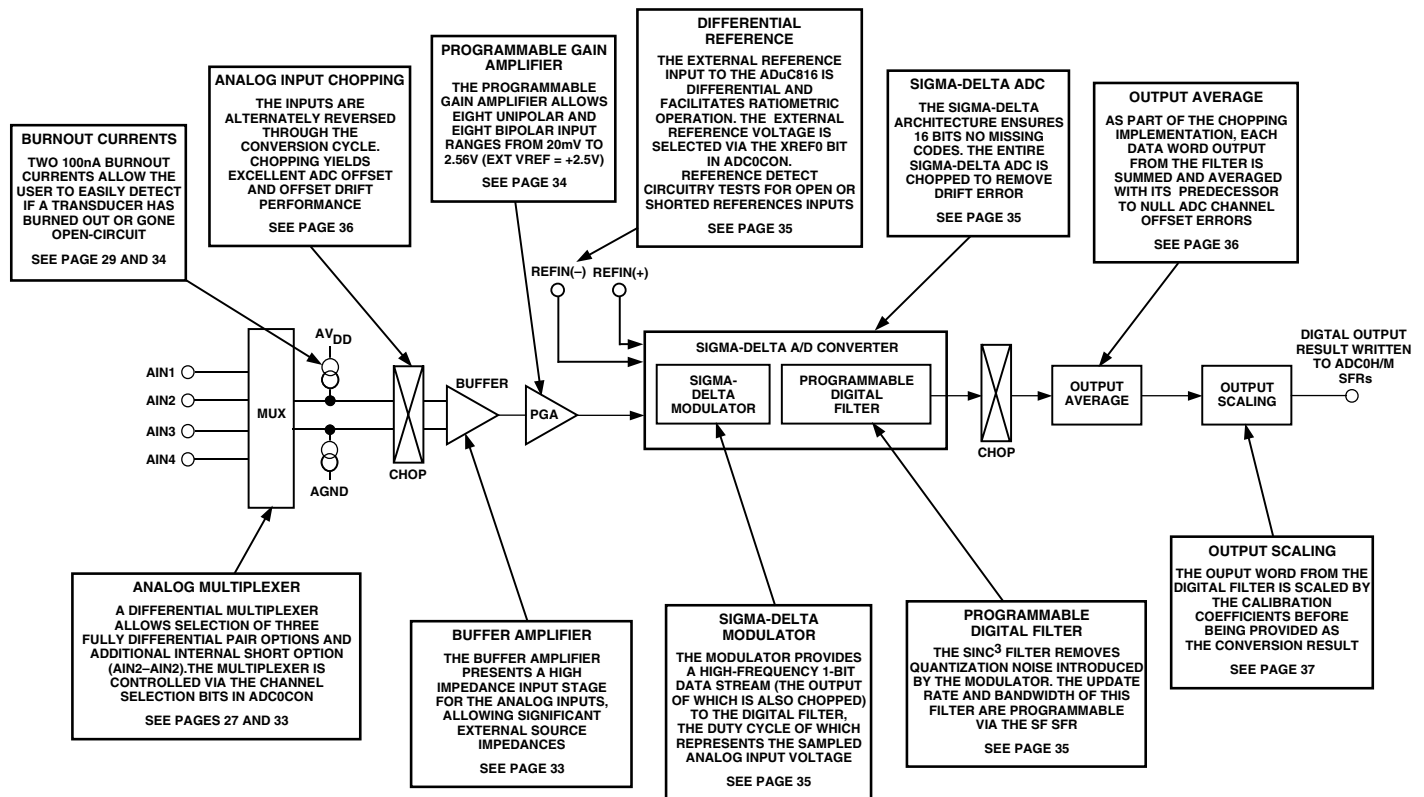 BURNOUT CURRENTS
TWO 100nA BURNOUT
CURRENTS ALLOW THE
USER TO EASILY DETECT
IF A TRANSDUCER HAS
BURNED OUT OR GONE
OPEN-CIRCUIT
SEE PAGE 29 AND 34
ANALOG INPUT CHOPPING
THE INPUTS ARE
ALTERNATELY REVERSED
THROUGH THE
CONVERSION CYCLE.
CHOPPING YIELDS
EXCELLENT ADC OFFSET
AND OFFSET DRIFT
PERFORMANCE
SEE PAGE 36
PROGRAMMABLE GAIN
AMPLIFIER
THE PROGRAMMABLE
GAIN AMPLIFIER ALLOWS
EIGHT UNIPOLAR AND
EIGHT BIPOLAR INPUT
RANGES FROM 20mV TO
2.56V (EXT VREF = +2.5V)
SEE PAGE 34
DIFFERENTIAL
REFERENCE
THE EXTERNAL REFERENCE
INPUT TO THE ADuC816 IS
DIFFERENTIAL AND
FACILITATES RATIOMETRIC
OPERATION. THE EXTERNAL
REFERENCE VOLTAGE IS
SELECTED VIA THE XREF0 BIT
IN ADC0CON.
REFERENCE DETECT
CIRCUITRY TESTS FOR OPEN OR
SHORTED REFERENCES INPUTS
SEE PAGE 35
SIGMA-DELTA ADC
THE SIGMA-DELTA
ARCHITECTURE ENSURES
16 BITS NO MISSING
CODES. THE ENTIRE
SIGMA-DELTA ADC IS
CHOPPED TO REMOVE
DRIFT ERROR
SEE PAGE 35
OUTPUT AVERAGE
AS PART OF THE CHOPPING
IMPLEMENTATION, EACH
DATA WORD OUTPUT
FROM THE FILTER IS
SUMMED AND AVERAGED
WITH ITS PREDECESSOR
TO NULL ADC CHANNEL
OFFSET ERRORS
SEE PAGE 36
REFIN(–) REFIN(+)
AIN1
AIN2
AIN3
AIN4
MUX
AVDD
AGND
CHOP
BUFFER
PGA
SIGMA-DELTA A/D CONVERTER
SIGMA-
DELTA
MODULATOR
PROGRAMMABLE
DIGITAL
FILTER
CHOP
OUTPUT
AVERAGE
OUTPUT
SCALING
DIGTAL OUTPUT
RESULT WRITTEN
TO ADC0H/M
SFRs
ANALOG MULTIPLEXER
A DIFFERENTIAL MULTIPLEXER
ALLOWS SELECTION OF THREE
FULLY DIFFERENTIAL PAIR OPTIONS AND
ADDITIONAL INTERNAL SHORT OPTION
(AIN2–AIN2).THE MULTIPLEXER IS
CONTROLLED VIA THE CHANNEL
SELECTION BITS IN ADC0CON
SEE PAGES 27 AND 33
BUFFER AMPLIFIER
THE BUFFER AMPLIFIER
PRESENTS A HIGH
IMPEDANCE INPUT STAGE
FOR THE ANALOG INPUTS,
ALLOWING SIGNIFICANT
EXTERNAL SOURCE
IMPEDANCES
SEE PAGE 33
SIGMA-DELTA
MODULATOR
THE MODULATOR PROVIDES
A HIGH-FREQUENCY 1-BIT
DATA STREAM (THE OUTPUT
OF WHICH IS ALSO CHOPPED)
TO THE DIGITAL FILTER,
THE DUTY CYCLE OF WHICH
REPRESENTS THE SAMPLED
ANALOG INPUT VOLTAGE
SEE PAGE 35
PROGRAMMABLE
DIGITAL FILTER
THE SINC3 FILTER REMOVES
QUANTIZATION NOISE INTRODUCED
BY THE MODULATOR. THE UPDATE
RATE AND BANDWIDTH OF THIS
FILTER ARE PROGRAMMABLE
VIA THE SF SFR
SEE PAGE 35
OUTPUT SCALING
THE OUPUT WORD FROM THE
DIGITAL FILTER IS SCALED BY
THE CALIBRATION
COEFFICIENTS BEFORE
BEING PROVIDED AS
THE CONVERSION RESULT
SEE PAGE 37